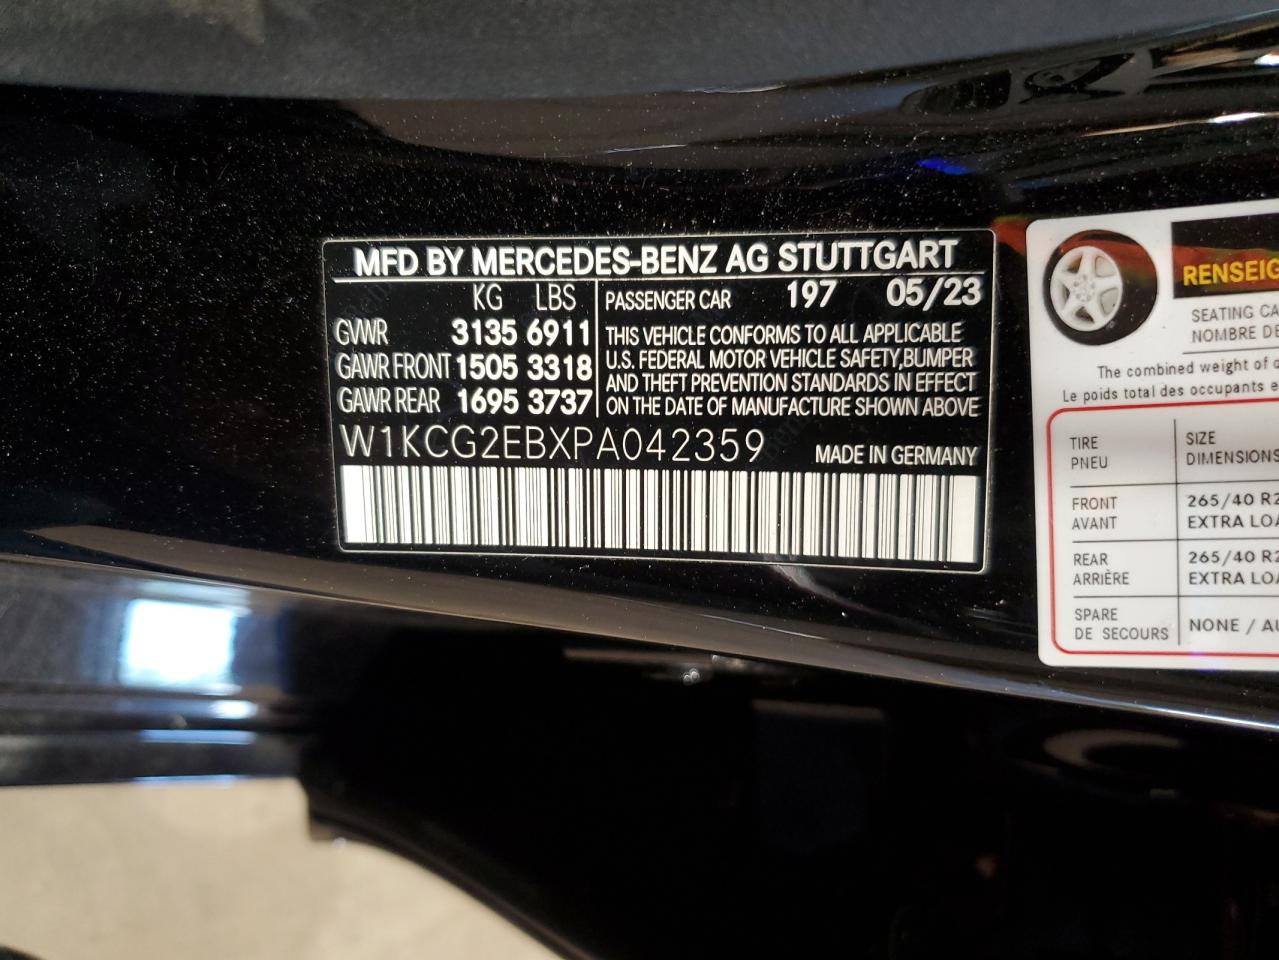 MFD BY MERCEDES-BENZ AG STUTTGART
KG LBS
GVWR 3135 6911
GAWR FRONT 1505 3318
GAWR REAR 1695 3737
PASSENGER CAR 197 05/23
THIS VEHICLE CONFORMS TO ALL APPLICABLE
U.S. FEDERAL MOTOR VEHICLE SAFETY,BUMPER
AND THEFT PREVENTION STANDARDS IN EFFECT
ON THE DATE OF MANUFACTURE SHOWN ABOVE
W1KCG2EBXPA042359
MADE IN GERMANY
RENSEIG
SEATING CA
NOMBRE DE
The combined weight of o
Le poids total des occupants e
TIRE
PNEU
SIZE
DIMENSIONS
FRONT
AVANT
265/40 R2
EXTRA LOA
REAR
ARRIÈRE
265/40 R2
EXTRA LOA
SPARE
DE SECOURS
NONE / AU